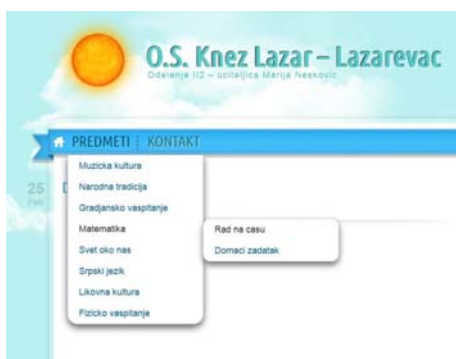 O.S. Knez Lazar – Lazarevac
Odelenje II2 – uciteljica Marija Neskovic
PREDMETI
KONTAKT
25
Feb
Muzicka kultura
Narodna tradicija
Gradjansko vaspitanje
Matematika
Svet oko nas
Srpski jezik
Likovna kultura
Fizicko vaspitanje
Rad na casu
Domaci zadatak